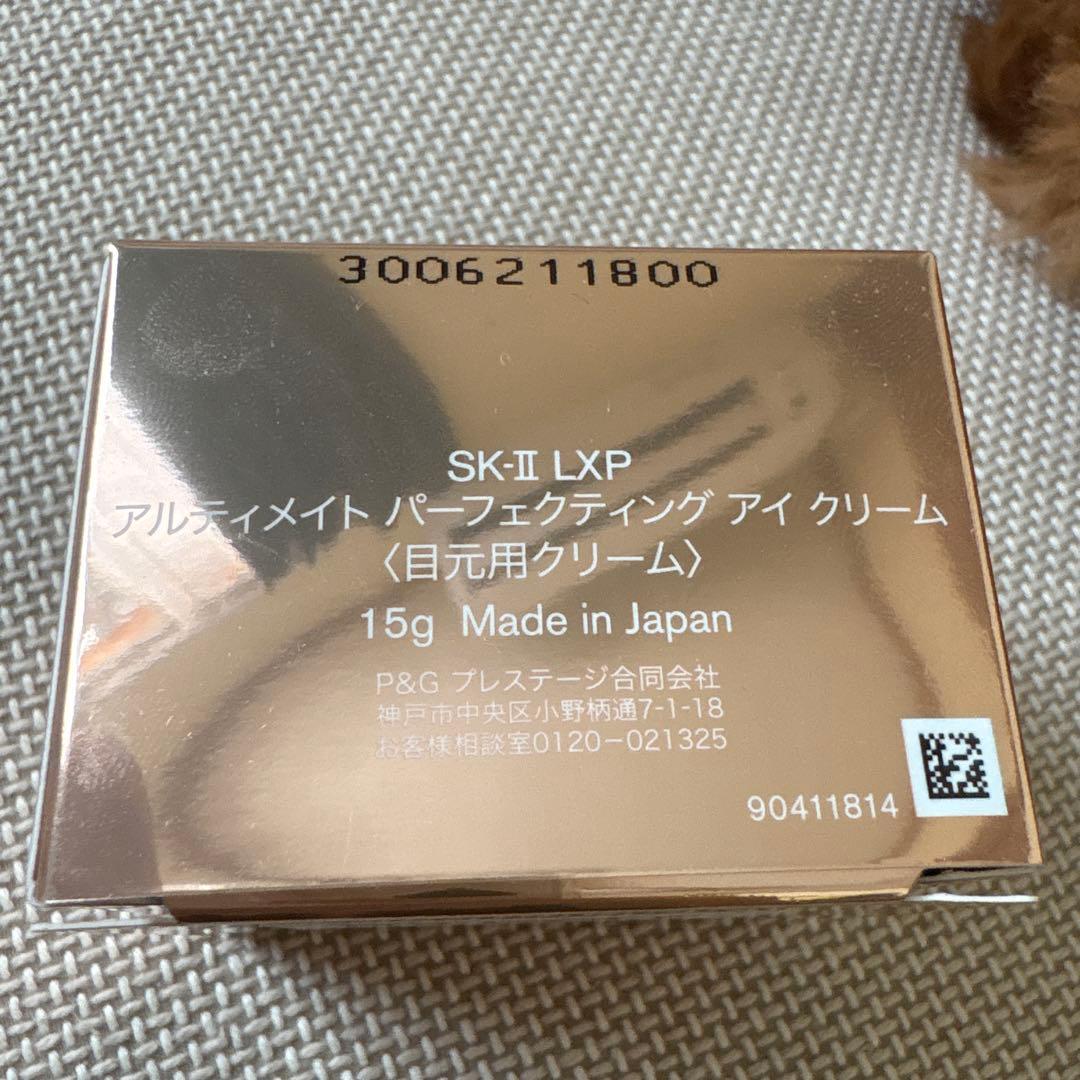 3006211800
SK-II LXP
アルティメイト パーフェクティング アイ クリーム
〈目元用クリーム〉
15g Made in Japan
P&G プレステージ合同会社
神戸市中央区小野柄通7-1-18
お客様相談室0120-021325
90411814